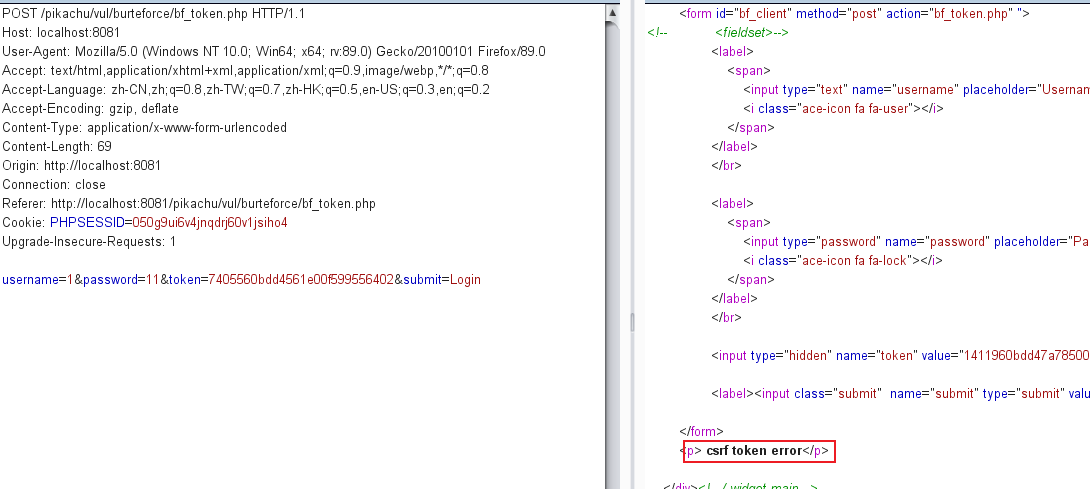 POST /pikachu/vul/burteforce/bf_token.php HTTP/1.1
Host: localhost:8081
User-Agent: Mozilla/5.0 (Windows NT 10.0; Win64; x64; rv:89.0) Gecko/20100101 Firefox/89.0
Accept: text/html,application/xhtml+xml,application/xml;q=0.9,image/webp,*/*;q=0.8
Accept-Language: zh-CN,zh;q=0.8,zh-TW;q=0.7,zh-HK;q=0.5,en-US;q=0.3,en;q=0.2
Accept-Encoding: gzip, deflate
Content-Type: application/x-www-form-urlencoded
Content-Length: 69
Origin: http://localhost:8081
Connection: close
Referer: http://localhost:8081/pikachu/vul/burteforce/bf_token.php
Cookie: PHPSESSID=050g9ui6v4jnqdrj60v1jsiho4
Upgrade-Insecure-Requests: 1
username=1&password=11&token=7405560bdd4561e00f599556402&submit=Login
<form id="bf_client" method="post" action="bf_token.php" ">
<!-- <fieldset>-->
<label>
<span>
<input type="text" name="username" placeholder="Usernam
<i class="ace-icon fa fa-user"></i>
</span>
</label>
</br>
<label>
<span>
<input type="password" name="password" placeholder="Pa
<i class="ace-icon fa fa-lock"></i>
</span>
</label>
</br>
<input type="hidden" name="token" value="1411960bdd47a78500
<label><input class="submit" name="submit" type="submit" valu
</form>
<p> csrf token error</p>
</div><!-- / widget-main -->